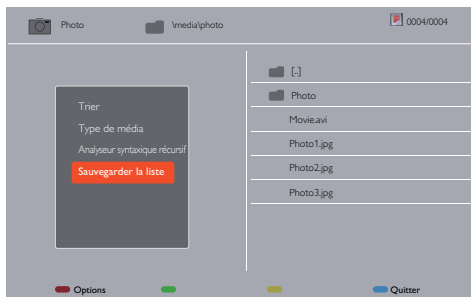 Photo
\media\photo
0004/0004
[..]
Photo
Movie.avi
Photo1.jpg
Photo2.jpg
Photo3.jpg
Trier
Type de média
Analyseur syntaxique récursif
Sauvegarder la liste
Options
Quitter